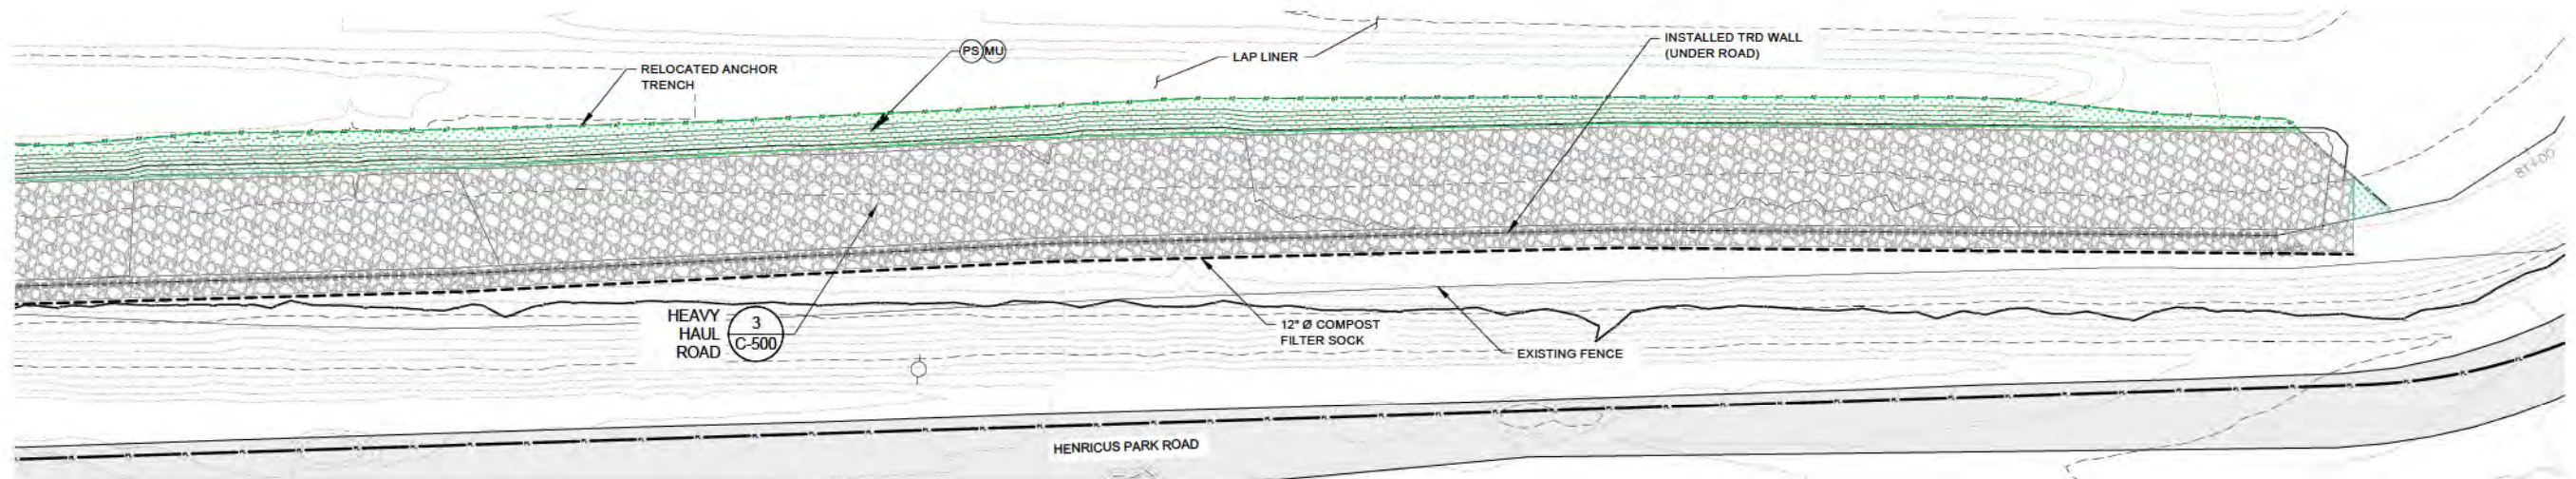 PS MU
LAP LINER
INSTALLED TRD WALL
(UNDER ROAD)
RELOCATED ANCHOR
TRENCH
81+00
HEAVY
HAUL
ROAD
3
C-500
12" Ø COMPOST
FILTER SOCK
EXISTING FENCE
HENRICUS PARK ROAD